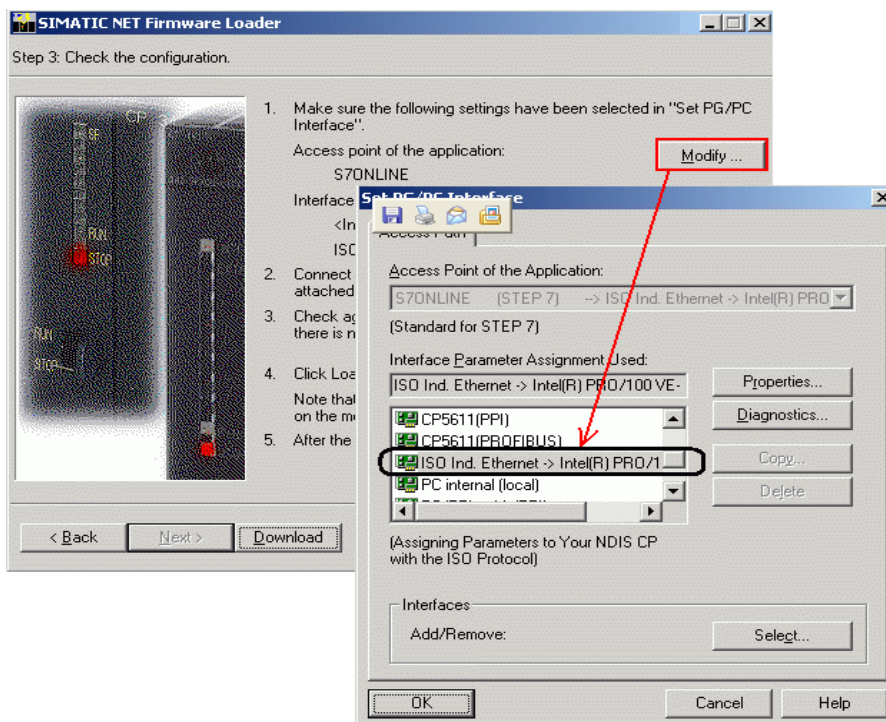 SIMATIC NET Firmware Loader
Step 3: Check the configuration.
CP 3
SF
RUN
STOP
RUN
STOP
1. Make sure the following settings have been selected in "Set PG/PC
Interface".
Access point of the application:
S7ONLINE
Modify ...
Interface
<In
ISO
2. Connect
attached
3. Check ag
there is n
4. Click Loa
Note that
on the m
5. After the
< Back
Next >
Download
Set PG/PC Interface
Access Path
Access Point of the Application:
S7ONLINE (STEP 7) --> ISO Ind. Ethernet -> Intel(R) PRO
(Standard for STEP 7)
Interface Parameter Assignment Used:
ISO Ind. Ethernet -> Intel(R) PRO/100 VE-
Properties...
Diagnostics...
CP5611(PPI)
CP5611(PROFIBUS)
ISO Ind. Ethernet -> Intel(R) PRO/1
PC internal (local)
Copy...
Delete
(Assigning Parameters to Your NDIS CP
with the ISO Protocol)
Interfaces
Add/Remove:
Select...
OK
Cancel
Help